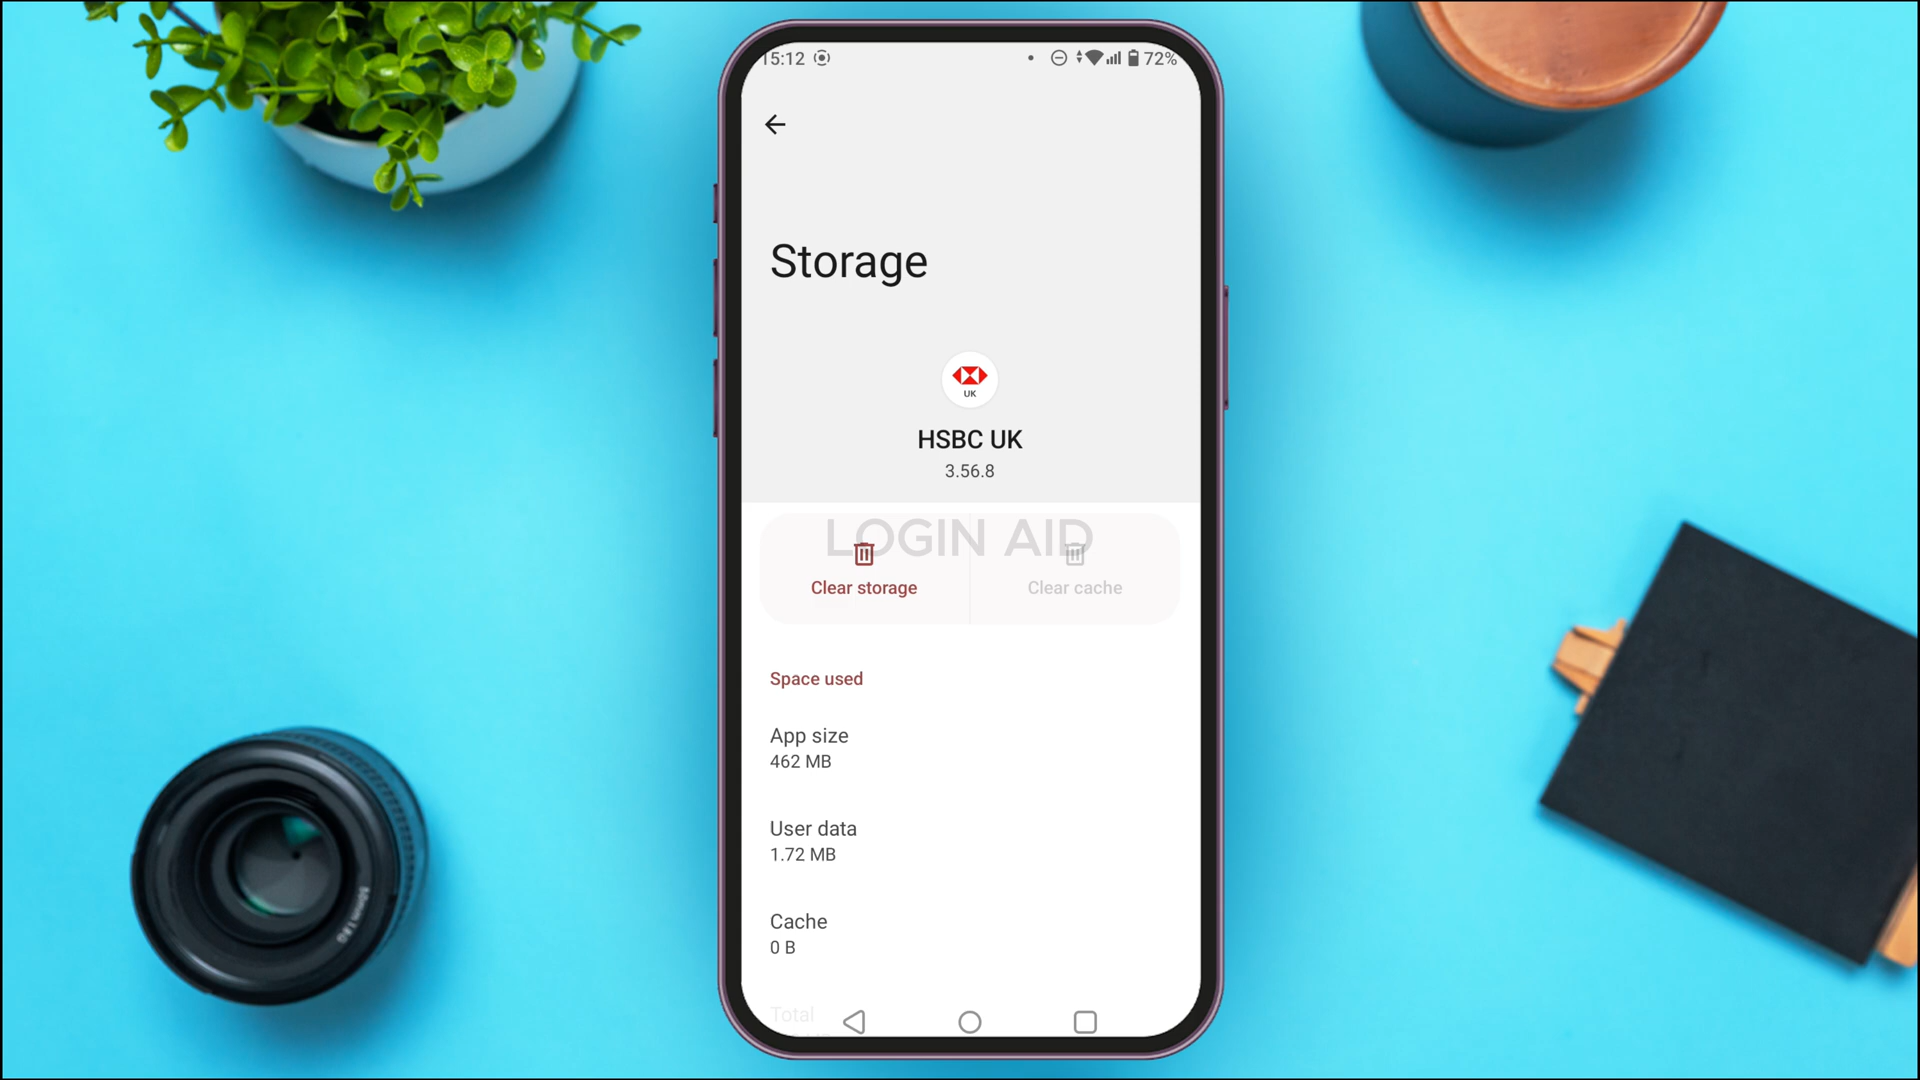 15:12
72%
Storage
UK
HSBC UK
3.56.8
LOGIN AID
Clear storage
Clear cache
Space used
App size
462 MB
User data
1.72 MB
Cache
0 B
Total